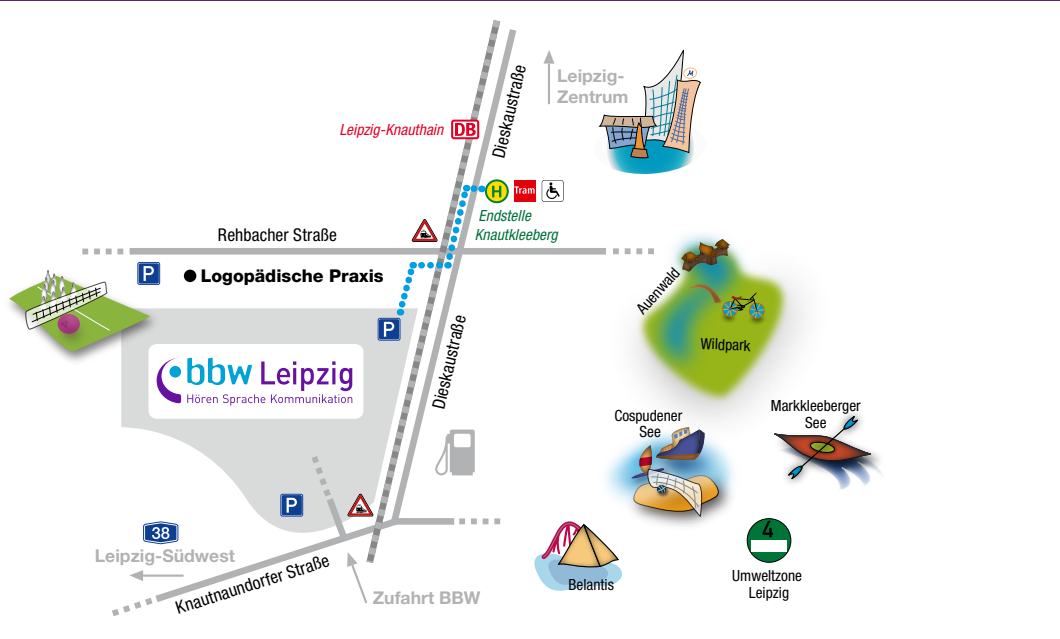 Leipzig-
Zentrum
M
Dieskaustraße
Leipzig-Knauthain
DB
H
Tram
Endstelle
Knautkleeberg
Rehbacher Straße
P
Logopädische Praxis
P
Auenwald
Wildpark
bbw Leipzig
Hören Sprache Kommunikation
Dieskaustraße
Cospudener
See
Markkleeberger
See
P
38
Leipzig-Südwest
Knautnaundorfer Straße
Zufahrt BBW
Belantis
4
Umweltzone
Leipzig